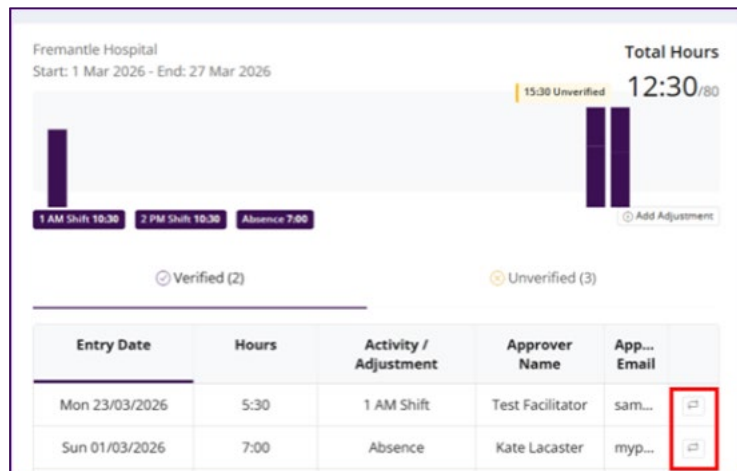 Fremantle Hospital
Start: 1 Mar 2026 - End: 27 Mar 2026
Total Hours
15:30 Unverified
12:30/80
1 AM Shift 10:30
2 PM Shift 10:30
Absence 7:00
Add Adjustment
Verified (2)
Unverified (3)
Entry Date Hours Activity / Adjustment Approver Name App... Email
Mon 23/03/2026 5:30 1 AM Shift Test Facilitator sam...
Sun 01/03/2026 7:00 Absence Kate Lacaster myp...